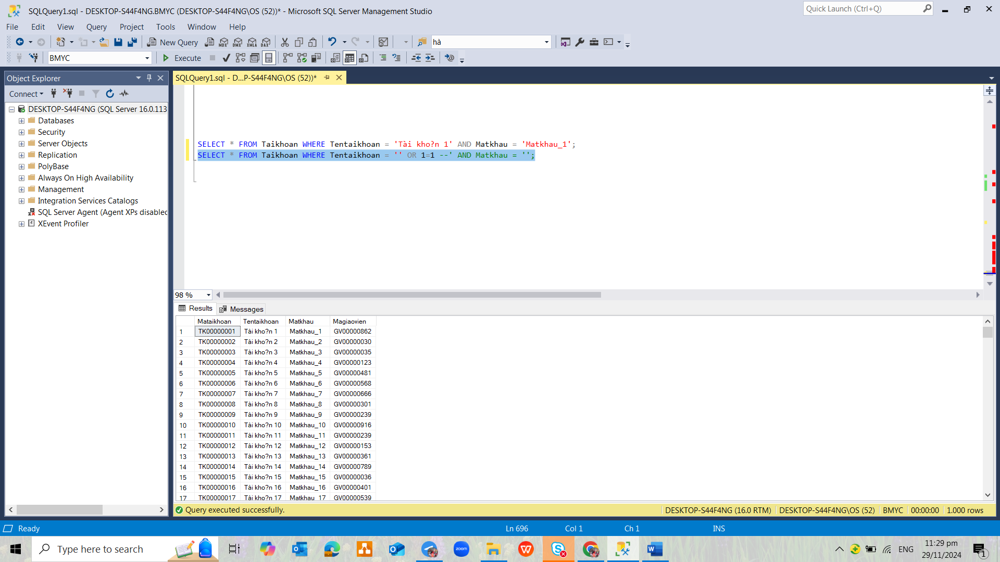 SQLQuery1.sql - DESKTOP-S44F4NG.BMYC (DESKTOP-S44F4NG\OS (52))* - Microsoft SQL Server Management Studio
Quick Launch (Ctrl+Q)
File Edit View Query Project Tools Window Help
New Query MDX DMX XMLA DAX hà
BMYC Execute
Object Explorer
SQLQuery1.sql - D...P-S44F4NG\OS (52))*
Connect
DESKTOP-S44F4NG (SQL Server 16.0.113
Databases
Security
Server Objects
Replication
PolyBase
Always On High Availability
Management
Integration Services Catalogs
SQL Server Agent (Agent XPs disabled
XEvent Profiler
SELECT * FROM Taikhoan WHERE Tentaikhoan = 'Tài kho?n 1' AND Matkhau = 'Matkhau_1';
SELECT * FROM Taikhoan WHERE Tentaikhoan = '' OR 1=1 --' AND Matkhau = '';
98 %
Results Messages
Mataikhoan Tentaikhoan Matkhau Magiaovien
1 TK00000001 Tài kho?n 1 Matkhau_1 GV00000862
2 TK00000002 Tài kho?n 2 Matkhau_2 GV00000030
3 TK00000003 Tài kho?n 3 Matkhau_3 GV00000035
4 TK00000004 Tài kho?n 4 Matkhau_4 GV00000123
5 TK00000005 Tài kho?n 5 Matkhau_5 GV00000481
6 TK00000006 Tài kho?n 6 Matkhau_6 GV00000568
7 TK00000007 Tài kho?n 7 Matkhau_7 GV00000666
8 TK00000008 Tài kho?n 8 Matkhau_8 GV00000301
9 TK00000009 Tài kho?n 9 Matkhau_9 GV00000239
10 TK00000010 Tài kho?n 10 Matkhau_10 GV00000916
11 TK00000011 Tài kho?n 11 Matkhau_11 GV00000239
12 TK00000012 Tài kho?n 12 Matkhau_12 GV00000153
13 TK00000013 Tài kho?n 13 Matkhau_13 GV00000361
14 TK00000014 Tài kho?n 14 Matkhau_14 GV00000789
15 TK00000015 Tài kho?n 15 Matkhau_15 GV00000036
16 TK00000016 Tài kho?n 16 Matkhau_16 GV00000401
17 TK00000017 Tài kho?n 17 Matkhau_17 GV00000539
Query executed successfully. DESKTOP-S44F4NG (16.0 RTM) DESKTOP-S44F4NG\OS (52) BMYC 00:00:00 1.000 rows
Ready Ln 696 Col 1 Ch 1 INS
Type here to search zoom ENG 11:29 pm
29/11/2024 1